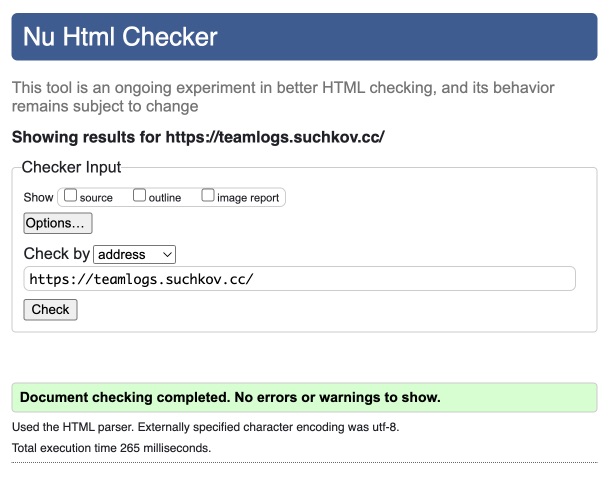 Nu Html Checker
This tool is an ongoing experiment in better HTML checking, and its behavior
remains subject to change
Showing results for https://teamlogs.suchkov.cc/
Checker Input
Show source outline image report
Options...
Check by address
https://teamlogs.suchkov.cc/
Check
Document checking completed. No errors or warnings to show.
Used the HTML parser. Externally specified character encoding was utf-8.
Total execution time 265 milliseconds.